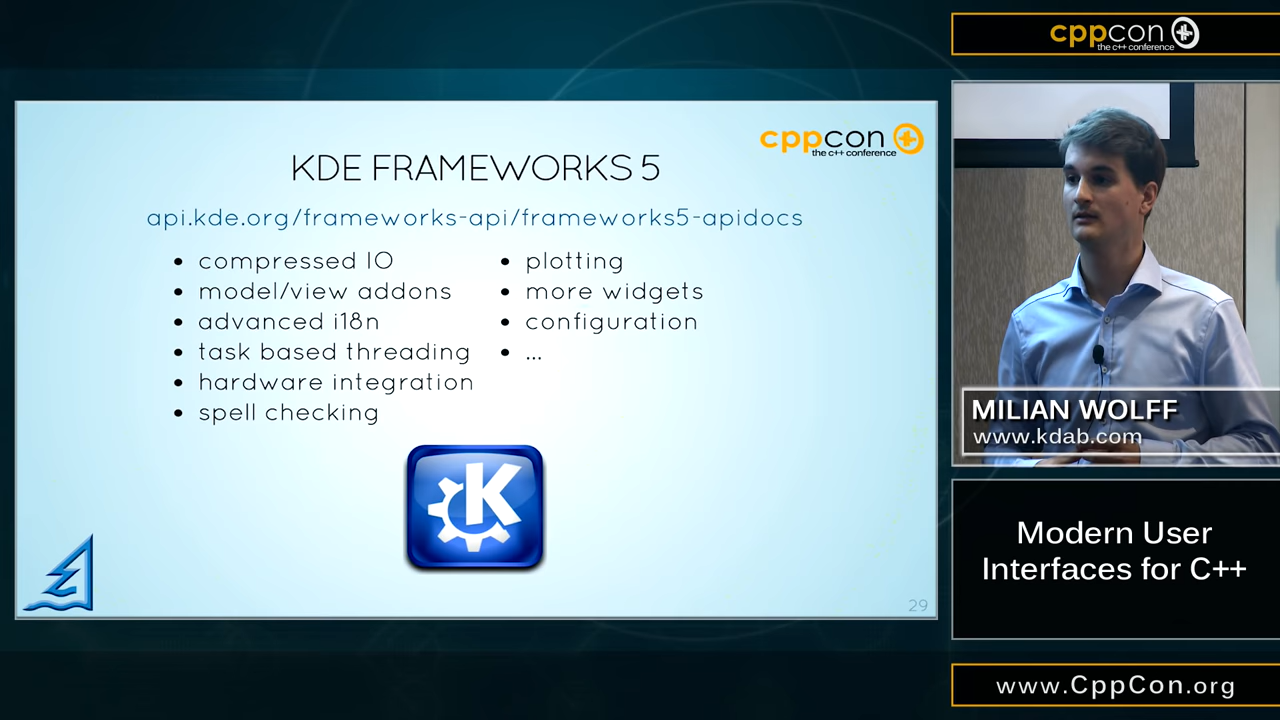 cppcon
the c++ conference
KDE FRAMEWORKS 5
api.kde.org/frameworks-api/frameworks5-apidocs
compressed IO
model/view addons
advanced i18n
task based threading
hardware integration
spell checking
plotting
more widgets
configuration
...
K
29
cppcon
the c++ conference
MILIAN WOLFF
www.kdab.com
Modern User
Interfaces for C++
www.CppCon.org